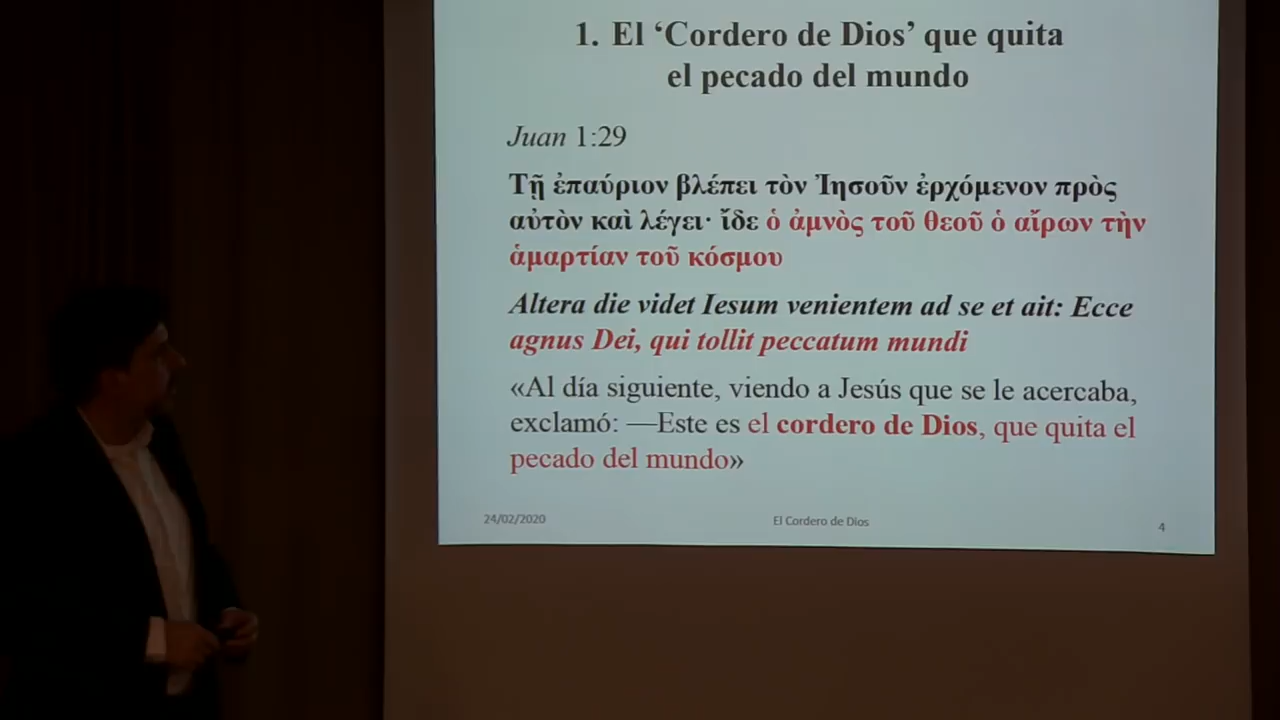 1. El ‘Cordero de Dios’ que quita
el pecado del mundo
Juan 1:29
Τῇ ἐπαύριον βλέπει τὸν Ἰησοῦν ἐρχόμενον πρὸς
αὐτὸν καὶ λέγει· ἴδε ὁ ἀμνὸς τοῦ θεοῦ ὁ αἴρων τὴν
ἁμαρτίαν τοῦ κόσμου
Altera die videt Iesum venientem ad se et ait: Ecce
agnus Dei, qui tollit peccatum mundi
«Al día siguiente, viendo a Jesús que se le acercaba,
exclamó: —Este es el cordero de Dios, que quita el
pecado del mundo»
24/02/2020 El Cordero de Dios 4